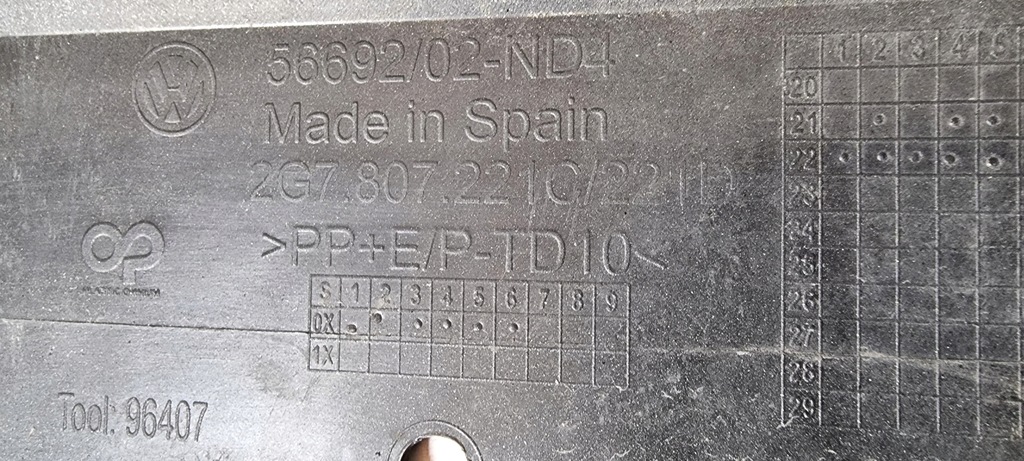 56692/02-ND4
Made in Spain
2G7.807.221C/221D
>PP+E/P-TD10<
S 1 2 3 4 5 6 7 8 9
0X
1X
Tool: 96407
1 2 3 4 5
20
21
22
23
24
25
26
27
28
29